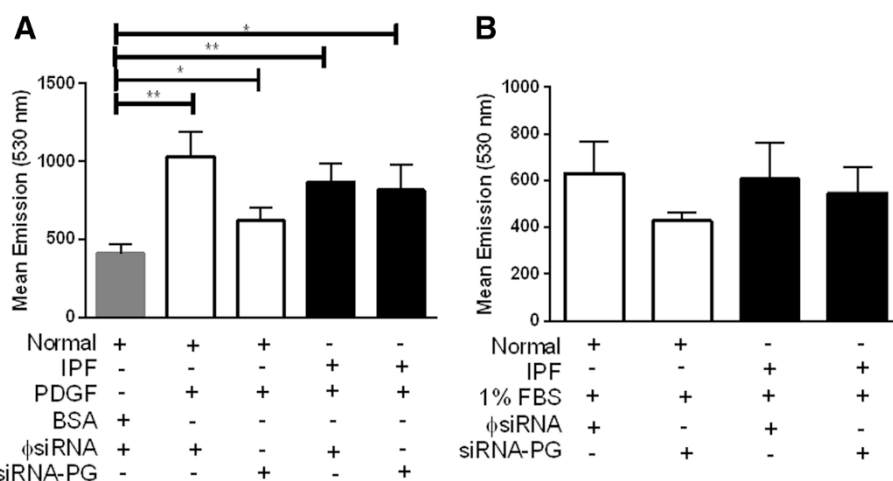 A
*
**
*
**
Mean Emission (530 nm)
1500
1000
500
0
Normal + + + - -
IPF - - - + +
PDGF - + + + +
BSA + - - - -
ϕsiRNA + + - + -
siRNA-PG - - + - +
B
Mean Emission (530 nm)
1000
800
600
400
200
0
Normal + + - -
IPF - - + +
1% FBS + + + +
ϕsiRNA + - + -
siRNA-PG - + - +